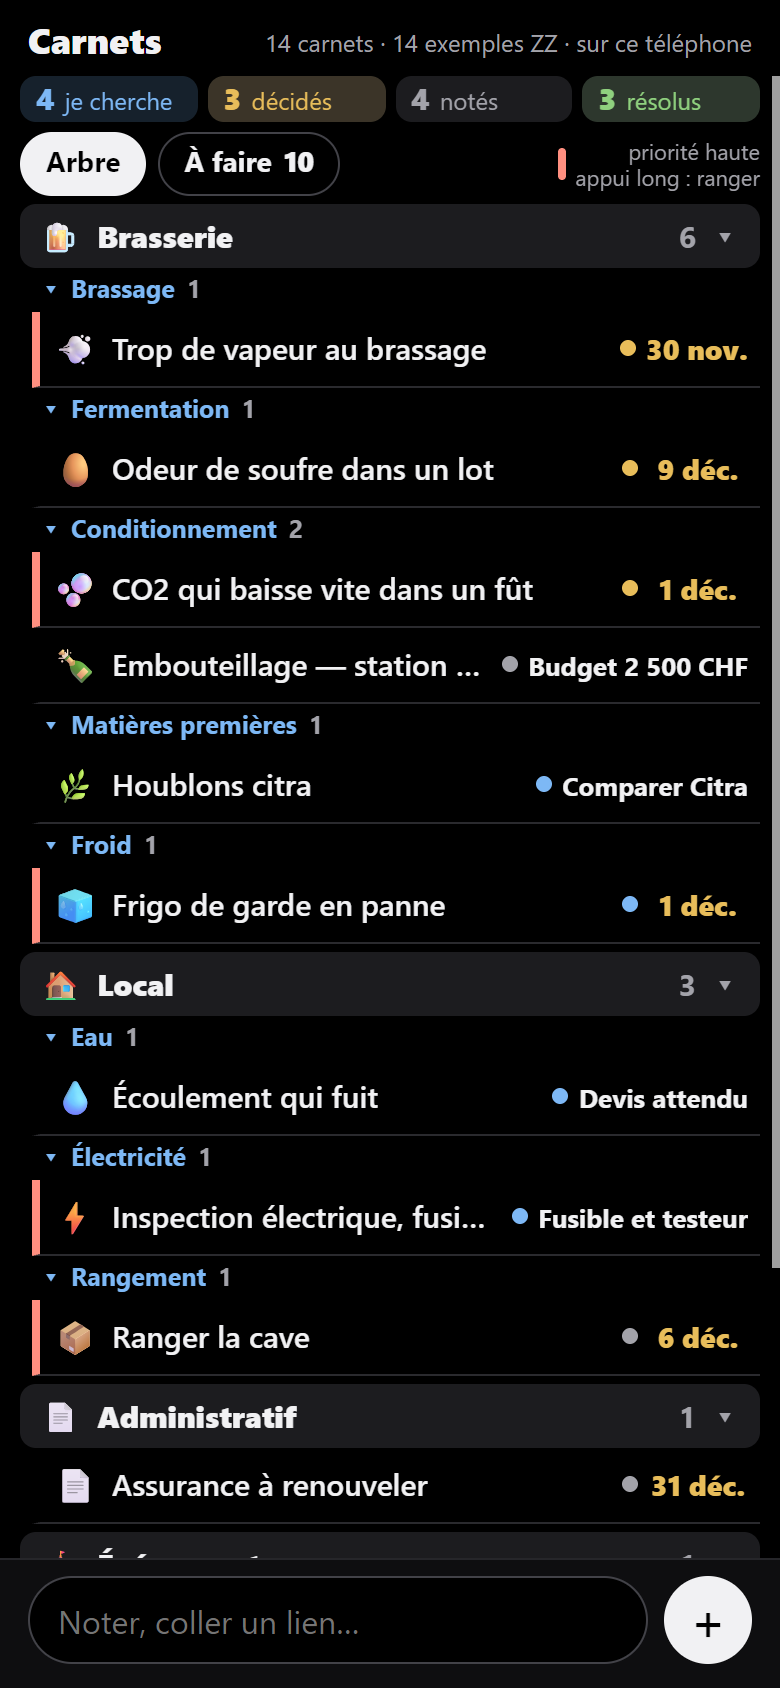 Carnets
14 carnets · 14 exemples ZZ · sur ce téléphone
4 je cherche
3 décidés
4 notés
3 résolus
Arbre
À faire 10
priorité haute
appui long : ranger
Brasserie 6
Brassage 1
Trop de vapeur au brassage 30 nov.
Fermentation 1
Odeur de soufre dans un lot 9 déc.
Conditionnement 2
CO2 qui baisse vite dans un fût 1 déc.
Embouteillage — station ... Budget 2 500 CHF
Matières premières 1
Houblons citra Comparer Citra
Froid 1
Frigo de garde en panne 1 déc.
Local 3
Eau 1
Écoulement qui fuit Devis attendu
Électricité 1
Inspection électrique, fusi... Fusible et testeur
Rangement 1
Ranger la cave 6 déc.
Administratif 1
Assurance à renouveler 31 déc.
Noter, coller un lien...
+